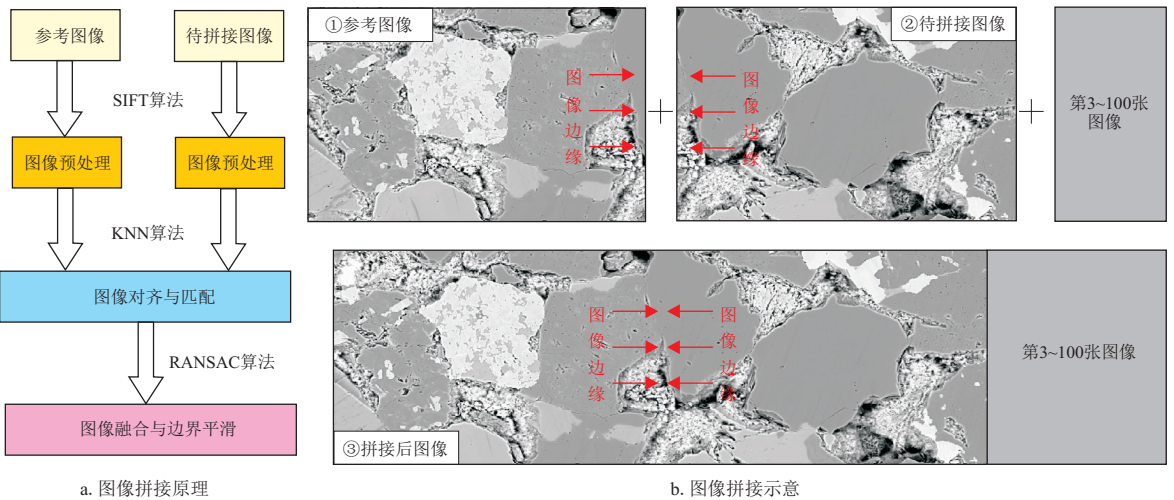 参考图像
待拼接图像
SIFT算法
图像预处理
图像预处理
KNN算法
图像对齐与匹配
RANSAC算法
图像融合与边界平滑
a. 图像拼接原理
①参考图像
图像边缘
+
②待拼接图像
图像边缘
+
第3~100张
图像
图像边缘
图像边缘
③拼接后图像
第3~100张图像
b. 图像拼接示意